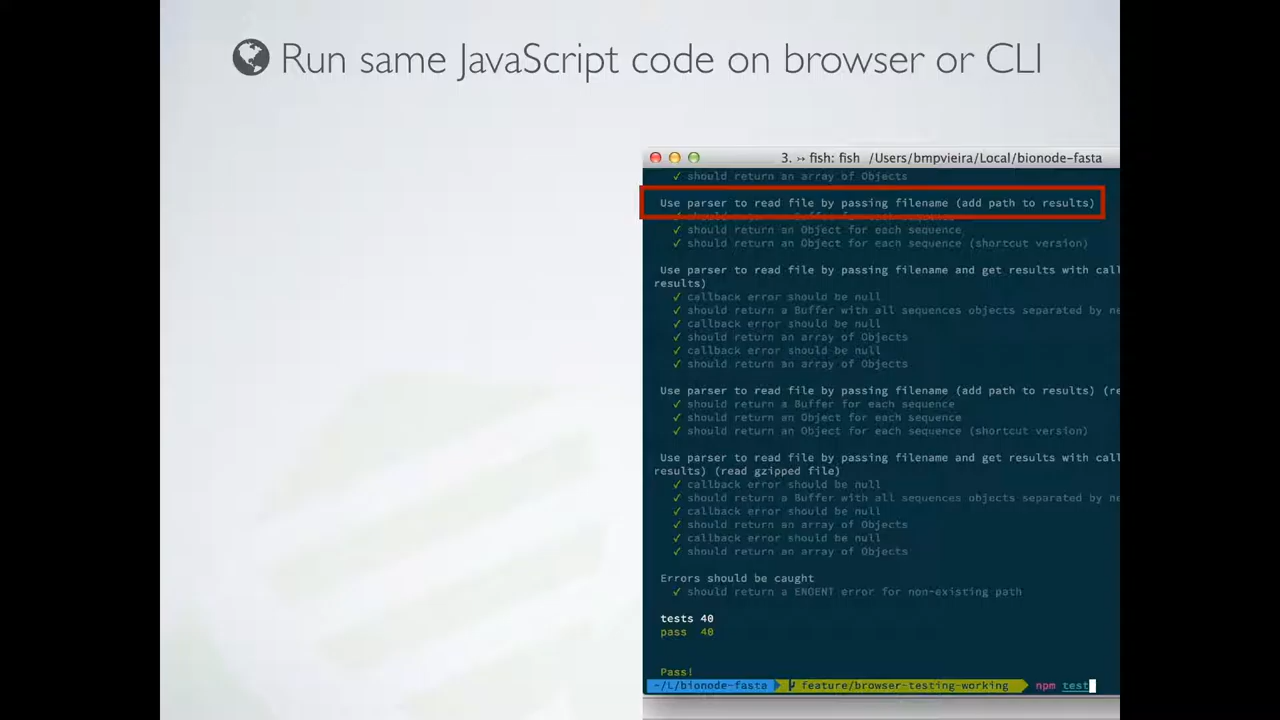 Run same JavaScript code on browser or CLI
3. ↣ fish: fish /Users/bmpvieira/Local/bionode-fasta
✓ should return an array of Objects
Use parser to read file by passing filename (add path to results)
✓ should return a Buffer for each sequence
✓ should return an Object for each sequence
✓ should return an Object for each sequence (shortcut version)
Use parser to read file by passing filename and get results with call
results)
✓ callback error should be null
✓ should return a Buffer with all sequences objects separated by ne
✓ callback error should be null
✓ should return an array of Objects
✓ callback error should be null
✓ should return an array of Objects
Use parser to read file by passing filename (add path to results) (re
✓ should return a Buffer for each sequence
✓ should return an Object for each sequence
✓ should return an Object for each sequence (shortcut version)
Use parser to read file by passing filename and get results with call
results) (read gzipped file)
✓ callback error should be null
✓ should return a Buffer with all sequences objects separated by ne
✓ callback error should be null
✓ should return an array of Objects
✓ callback error should be null
✓ should return an array of Objects
Errors should be caught
✓ should return a ENOENT error for non-existing path
tests 40
pass 40
Pass!
~/L/bionode-fasta feature/browser-testing-working npm test